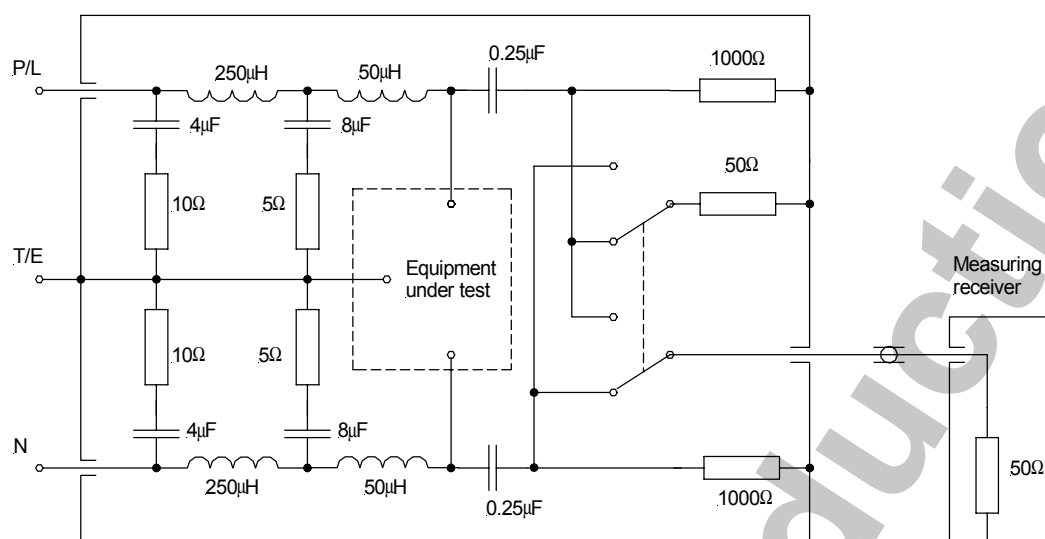 P/L
250µH
50µH
0.25µF
1000Ω
4µF
8µF
50Ω
10Ω
5Ω
T/E
Equipment
under test
Measuring
receiver
10Ω
5Ω
4µF
8µF
N
250µH
50µH
0.25µF
1000Ω
50Ω